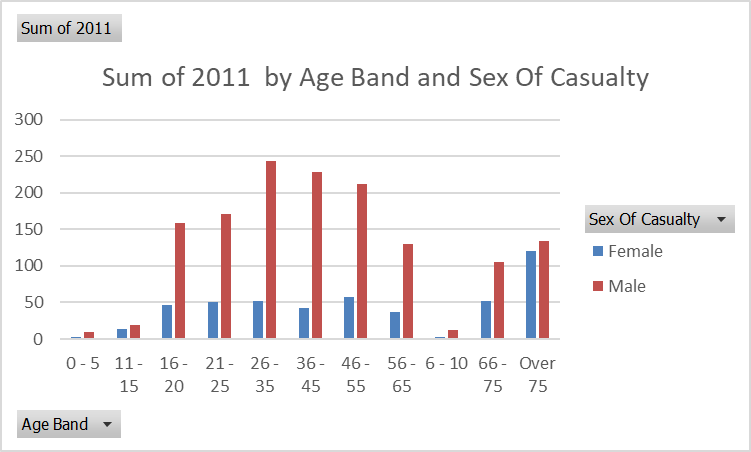 Sum of 2011
Sum of 2011  by Age Band and Sex Of Casualty
300
250
200
150
100
50
0
0 - 5
11 -
15
16 -
20
21 -
25
26 -
35
36 -
45
46 -
55
56 -
65
6 - 10
66 -
75
Over
75
Sex Of Casualty
Female
Male
Age Band